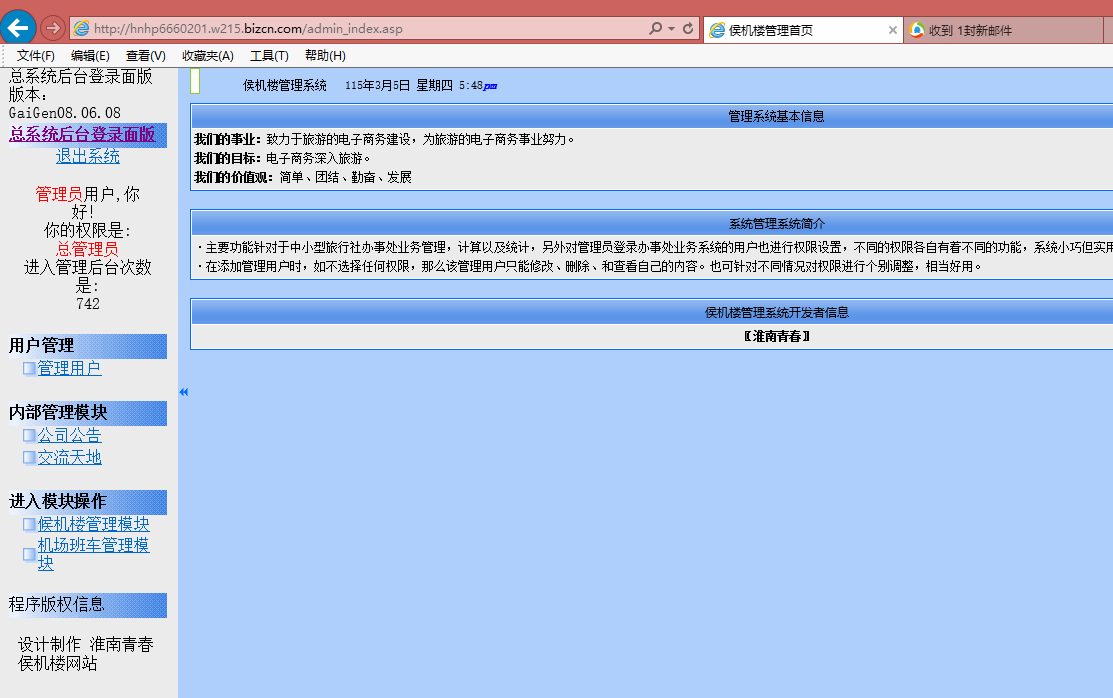 http://hnhp6660201.w215.bizcn.com/admin_index.asp
侯机楼管理首页
收到 1封新邮件
文件(F) 编辑(E) 查看(V) 收藏夹(A) 工具(T) 帮助(H)
总系统后台登录面版
版本:
GaiGen08.06.08
总系统后台登录面版
退出系统
管理员用户,你
好!
你的权限是:
总管理员
进入管理后台次数
是:
742
用户管理
管理用户
内部管理模块
公司公告
交流天地
进入模块操作
候机楼管理模块
机场班车管理模
块
程序版权信息
设计制作 淮南青春
侯机楼网站
侯机楼管理系统 115年3月5日 星期四 5:48pm
管理系统基本信息
我们的事业：致力于旅游的电子商务建设，为旅游的电子商务事业努力。
我们的目标：电子商务深入旅游。
我们的价值观：简单、团结、勤奋、发展
系统管理系统简介
·主要功能针对于中小型旅行社办事处业务管理，计算以及统计，另外对管理员登录办事处业务系统的用户也进行权限设置，不同的权限各自有着不同的功能，系统小巧但实用
·在添加管理用户时，如不选择任何权限，那么该管理用户只能修改、删除、和查看自己的内容。也可针对不同情况对权限进行个别调整，相当好用。
侯机楼管理系统开发者信息
〖淮南青春〗